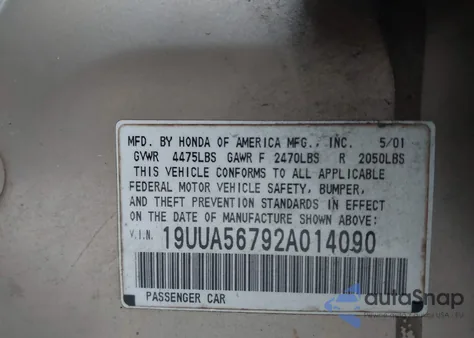 MFD. BY HONDA OF AMERICA MFG., INC. 5/01
GVWR 4475LBS GAWR F 2470LBS R 2050LBS
THIS VEHICLE CONFORMS TO ALL APPLICABLE
FEDERAL MOTOR VEHICLE SAFETY, BUMPER,
AND THEFT PREVENTION STANDARDS IN EFFECT
ON THE DATE OF MANUFACTURE SHOWN ABOVE:
V.I.N. 19UUA56792A014090
PASSENGER CAR
autoSnap